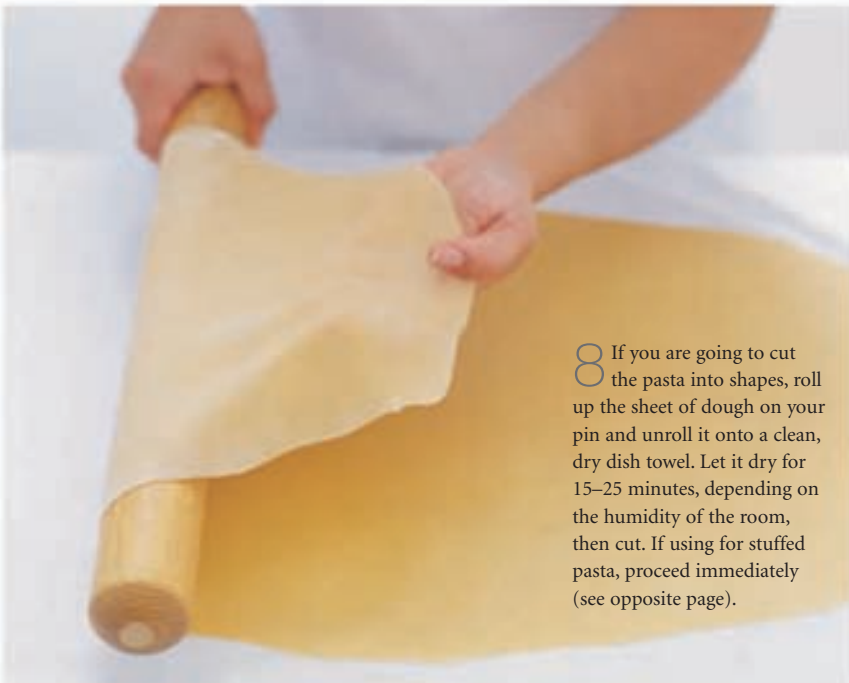 8 If you are going to cut
the pasta into shapes, roll
up the sheet of dough on your
pin and unroll it onto a clean,
dry dish towel. Let it dry for
15–25 minutes, depending on
the humidity of the room,
then cut. If using for stuffed
pasta, proceed immediately
(see opposite page).